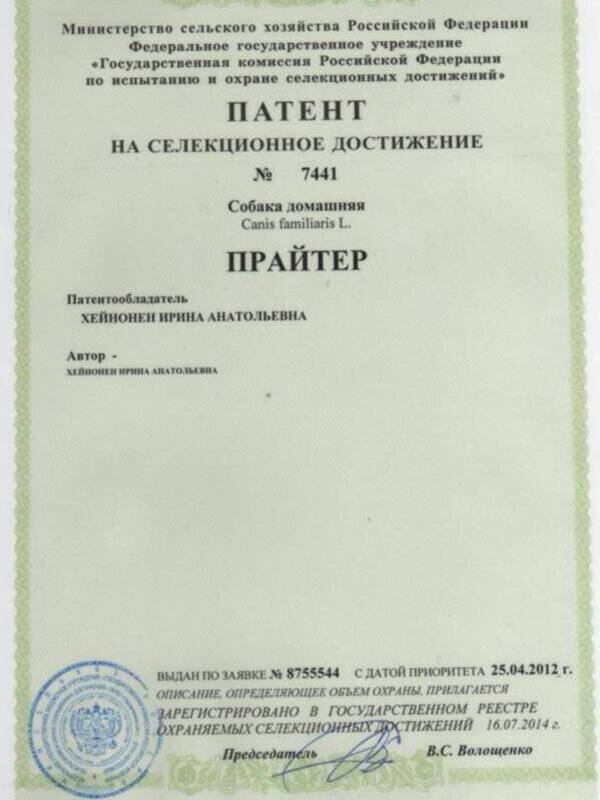 Министерство сельского хозяйства Российской Федерации
Федеральное государственное учреждение
«Государственная комиссия Российской Федерации
по испытанию и охране селекционных достижений»
ПАТЕНТ
НА СЕЛЕКЦИОННОЕ ДОСТИЖЕНИЕ
№ 7441
Собака домашняя
Canis familiaris L.
ПРАЙТЕР
Патентообладатель
ХЕЙНОНЕН ИРИНА АНАТОЛЬЕВНА
Автор -
ХЕЙНОНЕН ИРИНА АНАТОЛЬЕВНА
ВЫДАН ПО ЗАЯВКЕ № 8755544 С ДАТОЙ ПРИОРИТЕТА 25.04.2012 г.
ОПИСАНИЕ, ОПРЕДЕЛЯЮЩЕЕ ОБЪЕМ ОХРАНЫ, ПРИЛАГАЕТСЯ
ЗАРЕГИСТРИРОВАНО В ГОСУДАРСТВЕННОМ РЕЕСТРЕ
ОХРАНЯЕМЫХ СЕЛЕКЦИОННЫХ ДОСТИЖЕНИЙ 16.07.2014 г.
Председатель В.С. Волощенко